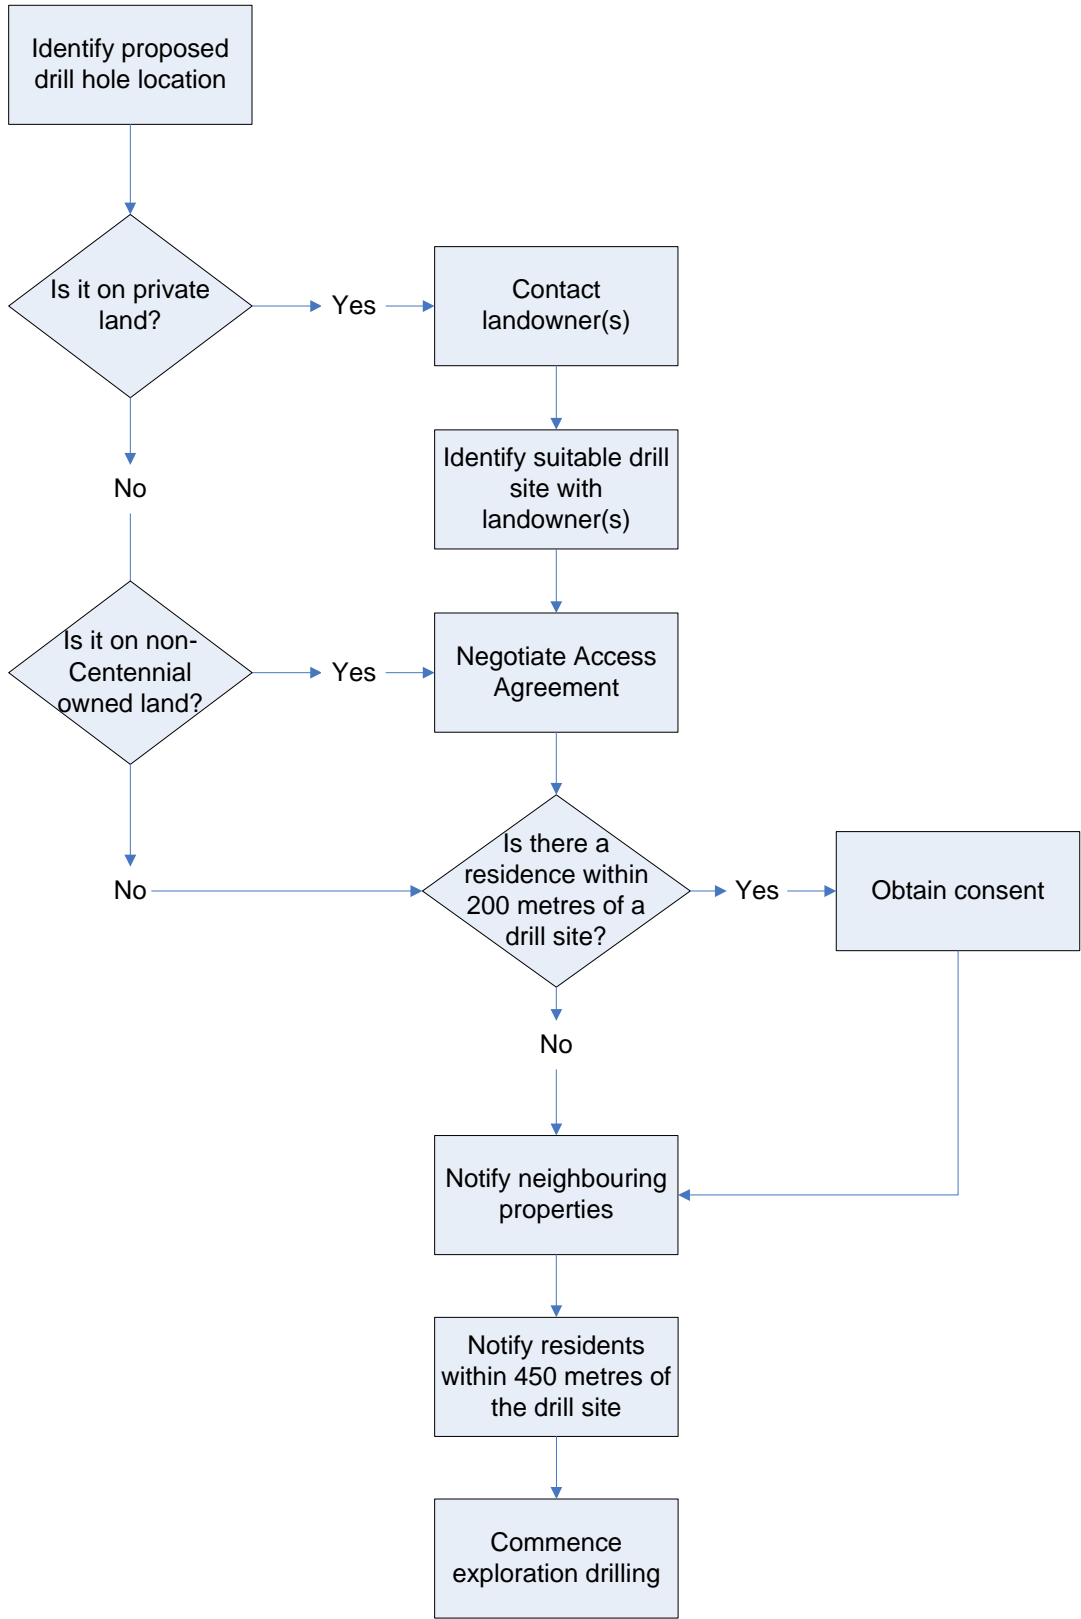 Identify proposed
drill hole location
Is it on private
land?
Yes
Contact
landowner(s)
Identify suitable drill
site with
landowner(s)
No
Is it on non-
Centennial
owned land?
Yes
Negotiate Access
Agreement
Is there a
residence within
200 metres of a
drill site?
No
Yes
Obtain consent
No
Notify neighbouring
properties
Notify residents
within 450 metres of
the drill site
Commence
exploration drilling